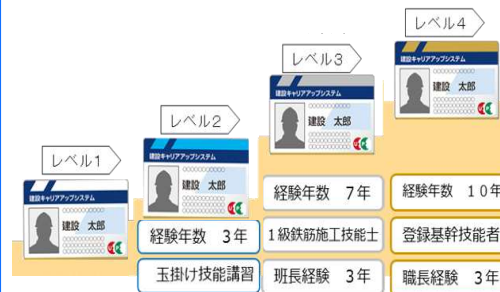 レベル4
建設キャリアアップシステム
建設 太郎
レベル3
建設キャリアアップシステム
建設 太郎
レベル2
建設キャリアアップシステム
建設 太郎
レベル1
建設キャリアアップシステム
建設 太郎
経験年数 3年
玉掛け技能講習
経験年数 7年
1級鉄筋施工技能士
班長経験 3年
経験年数 10年
登録基幹技能者
職長経験 3年